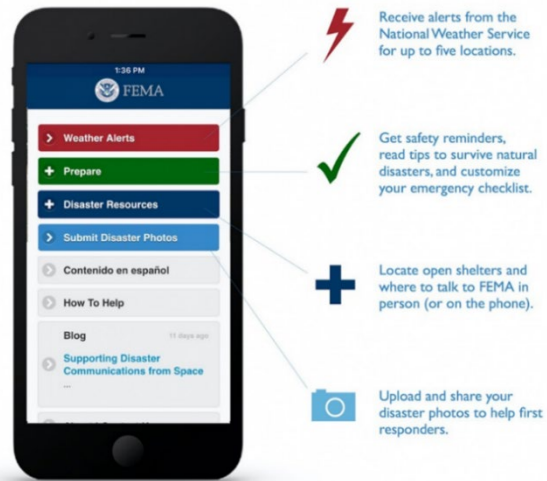 1:36 PM
FEMA
Weather Alerts
Prepare
Disaster Resources
Submit Disaster Photos
Contenido en español
How To Help
Blog 11 days ago
Supporting Disaster
Communications from Space
...
Receive alerts from the
National Weather Service
for up to five locations.
Get safety reminders,
read tips to survive natural
disasters, and customize
your emergency checklist.
Locate open shelters and
where to talk to FEMA in
person (or on the phone).
Upload and share your
disaster photos to help first
responders.